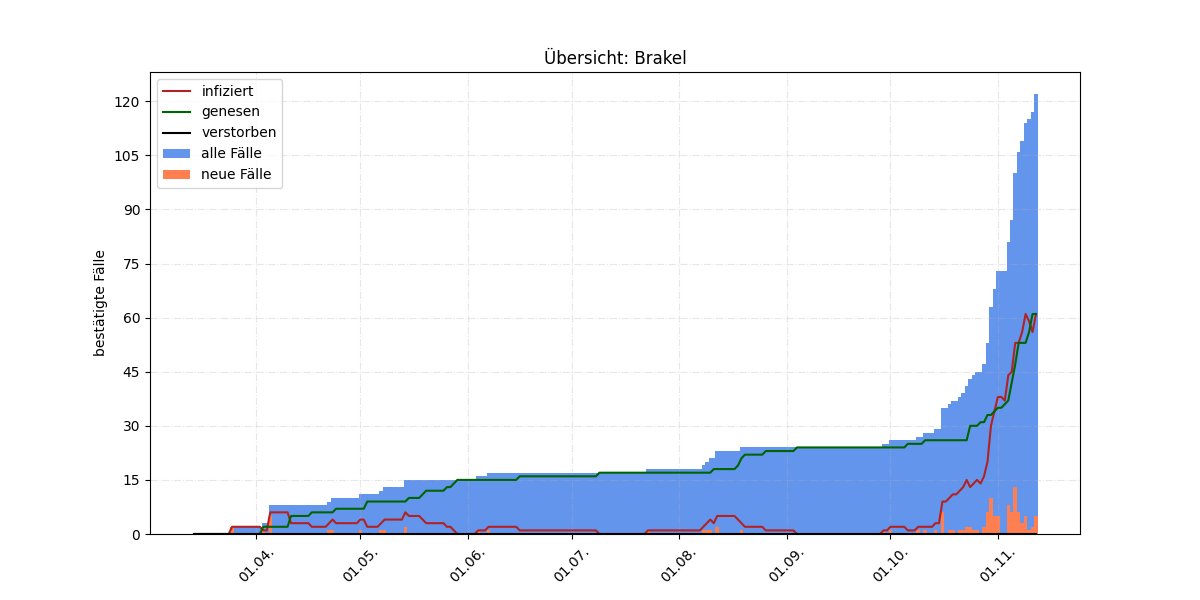 Übersicht: Brakel
infiziert
genesen
verstorben
alle Fälle
neue Fälle
bestätigte Fälle
120
105
90
75
60
45
30
15
0
01.04.
01.05.
01.06.
01.07.
01.08.
01.09.
01.10.
01.11.